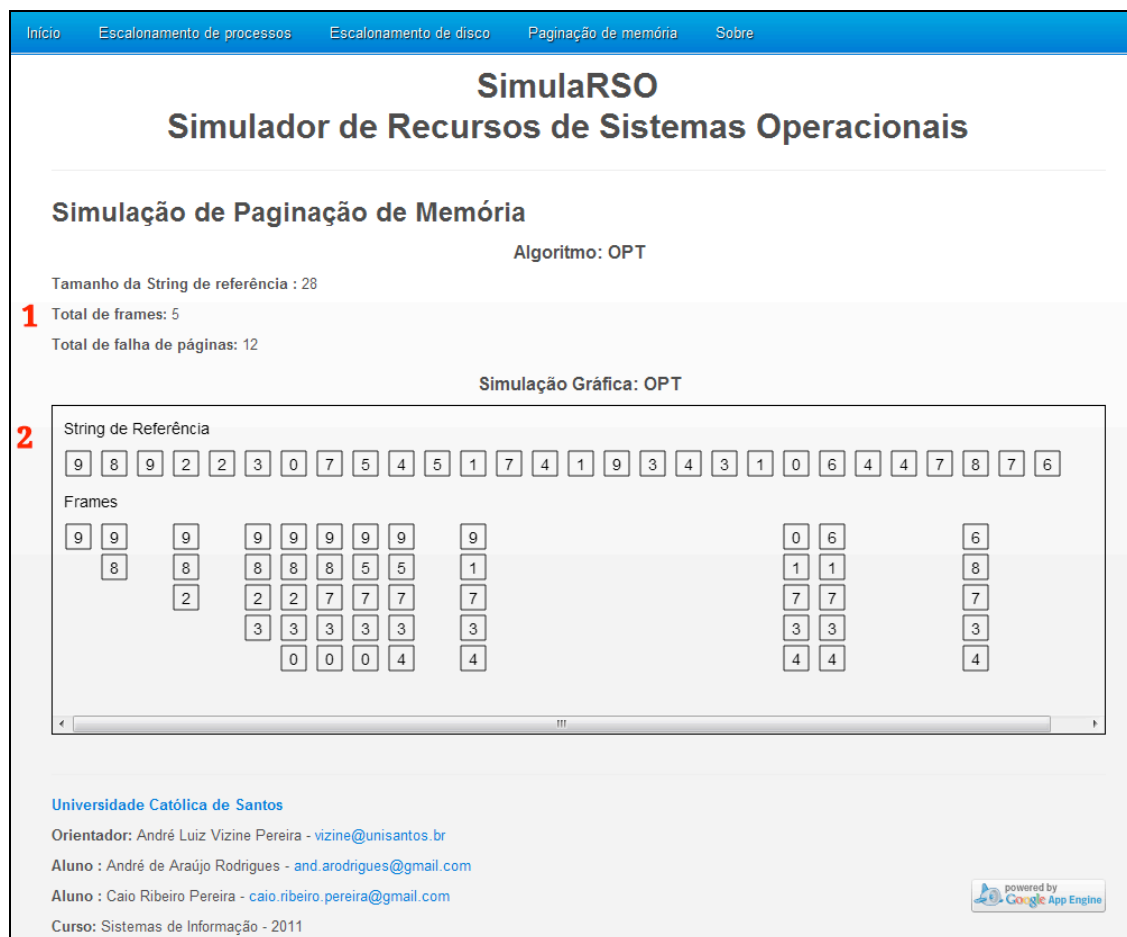 Início Escalonamento de processos Escalonamento de disco Paginação de memória Sobre
SimulaRSO
Simulador de Recursos de Sistemas Operacionais
Simulação de Paginação de Memória
Algoritmo: OPT
Tamanho da String de referência : 28
1 Total de frames: 5
Total de falha de páginas: 12
Simulação Gráfica: OPT
2 String de Referência
9 8 9 2 2 3 0 7 5 4 5 1 7 4 1 9 3 4 3 1 0 6 4 4 7 8 7 6
Frames
9 9 9 9 9 9 9 9 9 0 6 6
8 8 8 8 8 5 5 1 1 1 8
2 2 2 7 7 7 7 7 7 7
3 3 3 3 3 3 3 3 3
0 0 0 4 4 4 4 4
Universidade Católica de Santos
Orientador: André Luiz Vizine Pereira - vizine@unisantos.br
Aluno : André de Araújo Rodrigues - and.arodrigues@gmail.com
Aluno : Caio Ribeiro Pereira - caio.ribeiro.pereira@gmail.com
powered by
Google App Engine
Curso: Sistemas de Informação - 2011